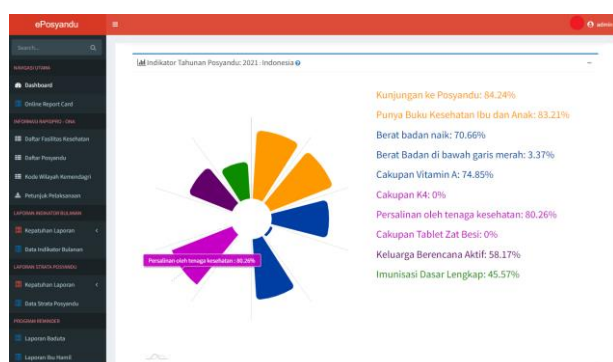 ePosyandu
admin
Search...
NAVIGASI UTAMA
Dashboard
Online Report Card
Daftar Fasilitas Kesehatan
Daftar Posyandu
Kode Wilayah Kemendagri
Petunjuk Pelaksanaan
LAPORAN INDIKATOR BULANAN
Kepatuhan Laporan
Data Indikator Bulanan
LAPORAN STRATA POSYANDU
Kepatuhan Laporan
Data Strata Posyandu
PROGRAM REMINDER
Laporan Baduta
Laporan Ibu Hamil
Indikator Tahunan Posyandu: 2021: Indonesia
Kunjungan ke Posyandu: 84.24%
Punya Buku Kesehatan Ibu dan Anak: 83.21%
Berat badan naik: 70.66%
Berat Badan di bawah garis merah: 3.37%
Cakupan Vitamin A: 74.85%
Cakupan K4: 0%
Persalinan oleh tenaga kesehatan: 80.26%
Cakupan Tablet Zat Besi: 0%
Keluarga Berencana Aktif: 58.17%
Imunisasi Dasar Lengkap: 45.57%
Persalinan oleh tenaga kesehatan : 80.26%